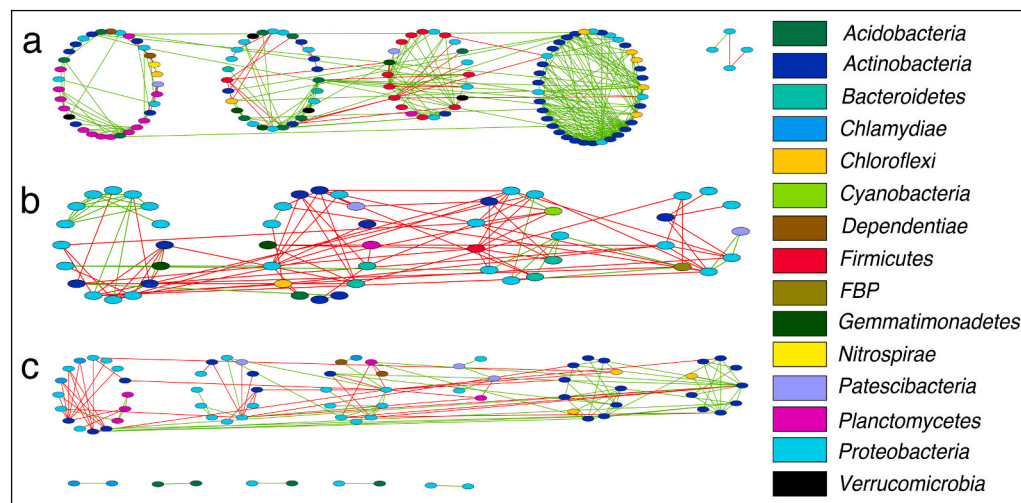 a
b
c
Acidobacteria
Actinobacteria
Bacteroidetes
Chlamydiae
Chloroflexi
Cyanobacteria
Dependentiae
Firmicutes
FBP
Gemmatimonadetes
Nitrospirae
Patescibacteria
Planctomycetes
Proteobacteria
Verrucomicrobia